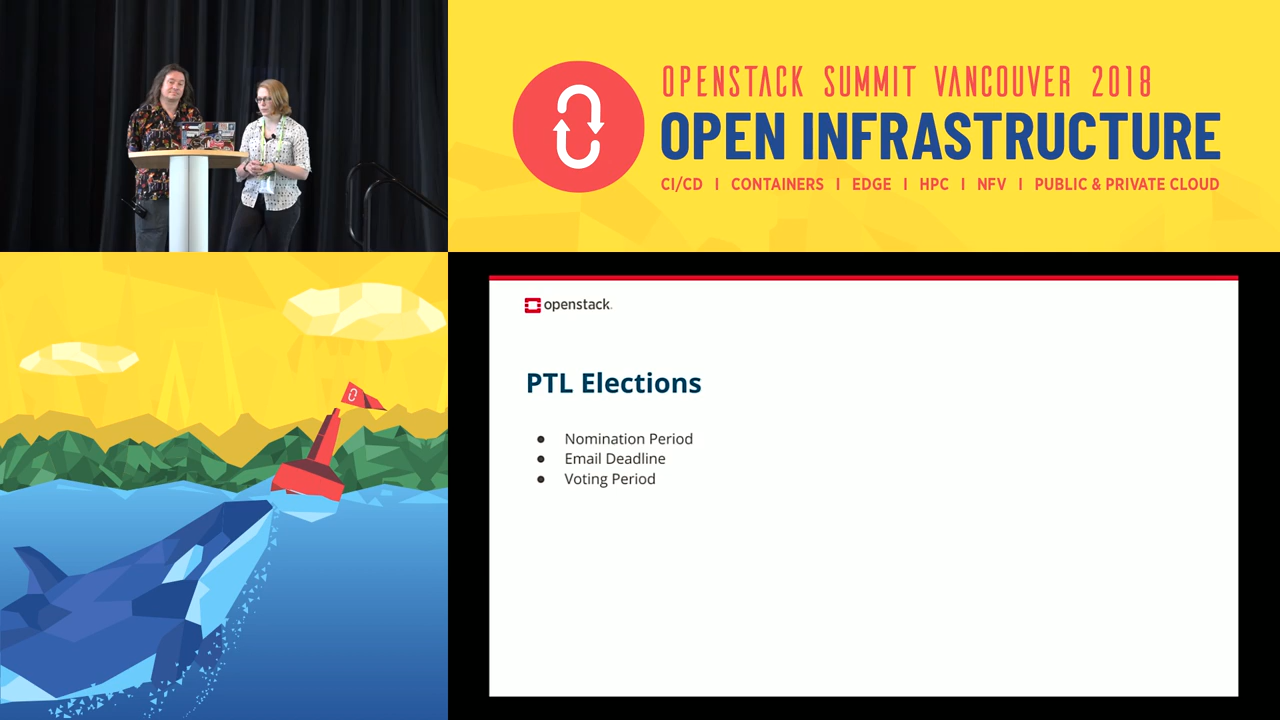 OPENSTACK SUMMIT VANCOUVER 2018
OPEN INFRASTRUCTURE
CI/CD I CONTAINERS I EDGE I HPC I NFV I PUBLIC & PRIVATE CLOUD
openstack.
PTL Elections
● Nomination Period
● Email Deadline
● Voting Period